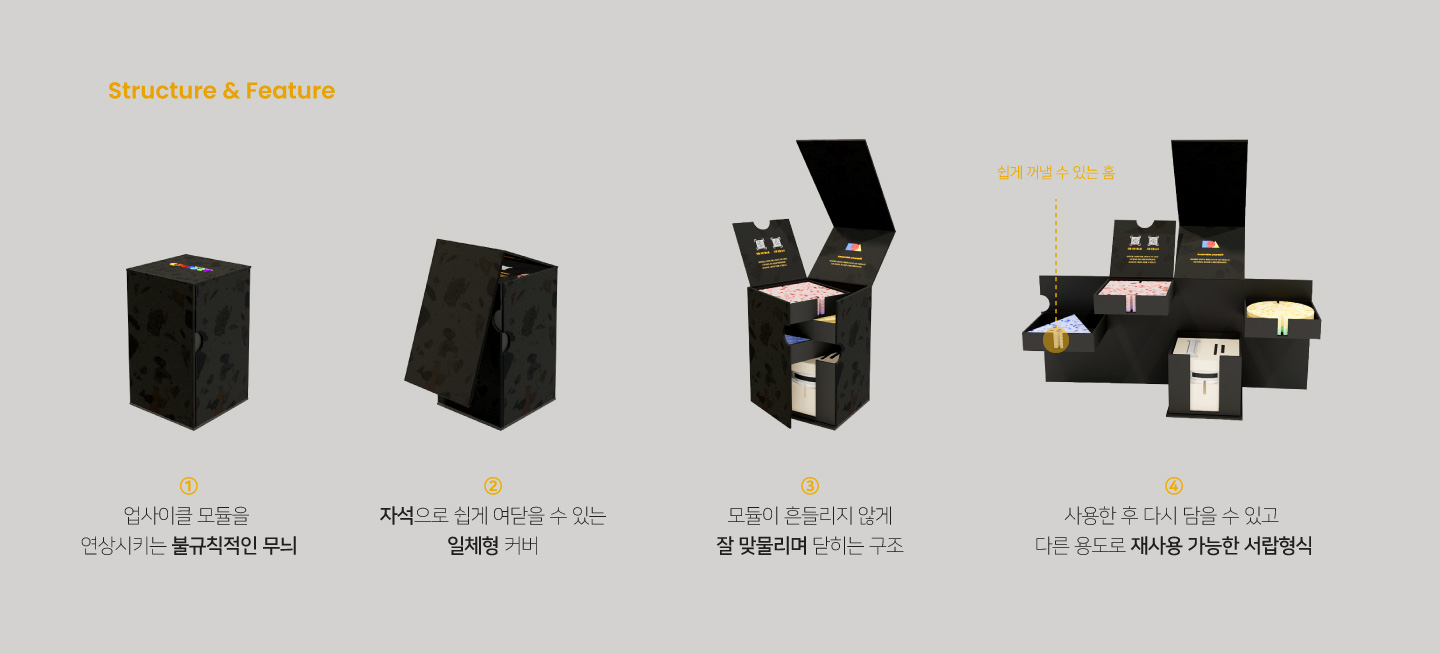 Structure & Feature
쉽게 꺼낼 수 있는 홈
①
업사이클 모듈을
연상시키는 불규칙적인 무늬
②
자석으로 쉽게 여닫을 수 있는
일체형 커버
③
모듈이 흔들리지 않게
잘 맞물리며 닫히는 구조
④
사용한 후 다시 담을 수 있고
다른 용도로 재사용 가능한 서랍형식